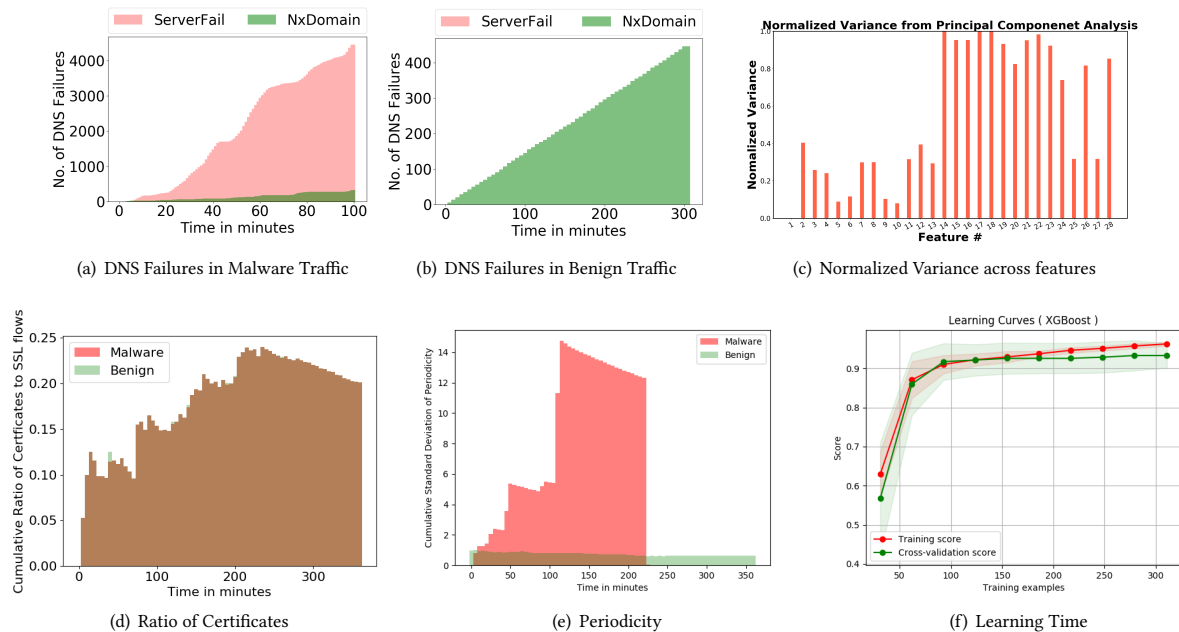 ServerFail NxDomain
No. of DNS Failures
4000
3000
2000
1000
0
0 20 40 60 80 100
Time in minutes
(a) DNS Failures in Malware Traffic
ServerFail NxDomain
No. of DNS Failures
450
400
350
300
250
200
150
100
50
0
0 100 200 300
Time in minutes
(b) DNS Failures in Benign Traffic
Normalized Variance from Principal Componenet Analysis
Normalized Variance
1.0
0.8
0.6
0.4
0.2
0.0
1 2 3 4 5 6 7 8 9 10 11 12 13 14 15 16 17 18 19 20 21 22 23 24 25 26 27 28
Feature #
(c) Normalized Variance across features
Cumulative Ratio of Certficates to SSL flows
0.25
0.20
0.15
0.10
0.05
0.00
Malware
Benign
0 100 200 300
Time in minutes
(d) Ratio of Certificates
Cumulative Standard Deviation of Periodicity
14
12
10
8
6
4
2
0
Malware
Benign
0 50 100 150 200 250 300 350
Time in minutes
(e) Periodicity
Learning Curves ( XGBoost )
Score
0.9
0.8
0.7
0.6
0.5
0.4
Training score
Cross-validation score
50 100 150 200 250 300
Training examples
(f) Learning Time